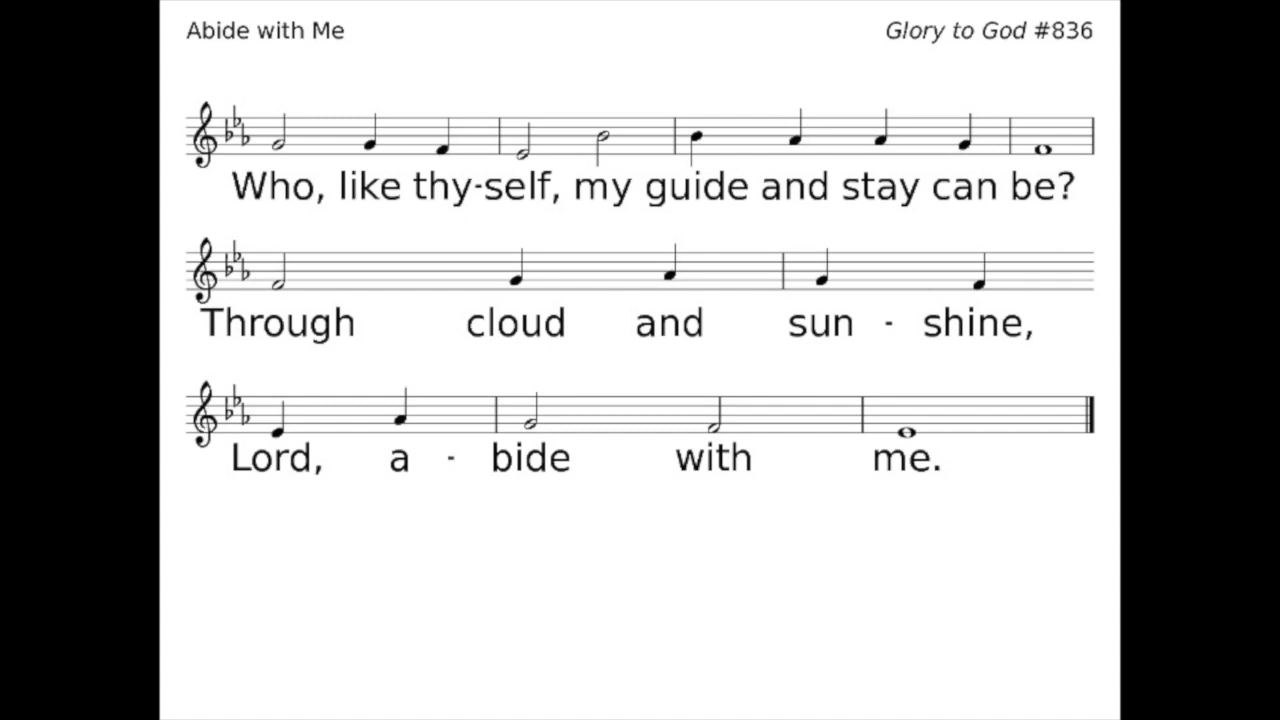 Abide with Me
Glory to God #836
Who, like thy-self, my guide and stay can be?
Through cloud and sun - shine,
Lord, a - bide with me.